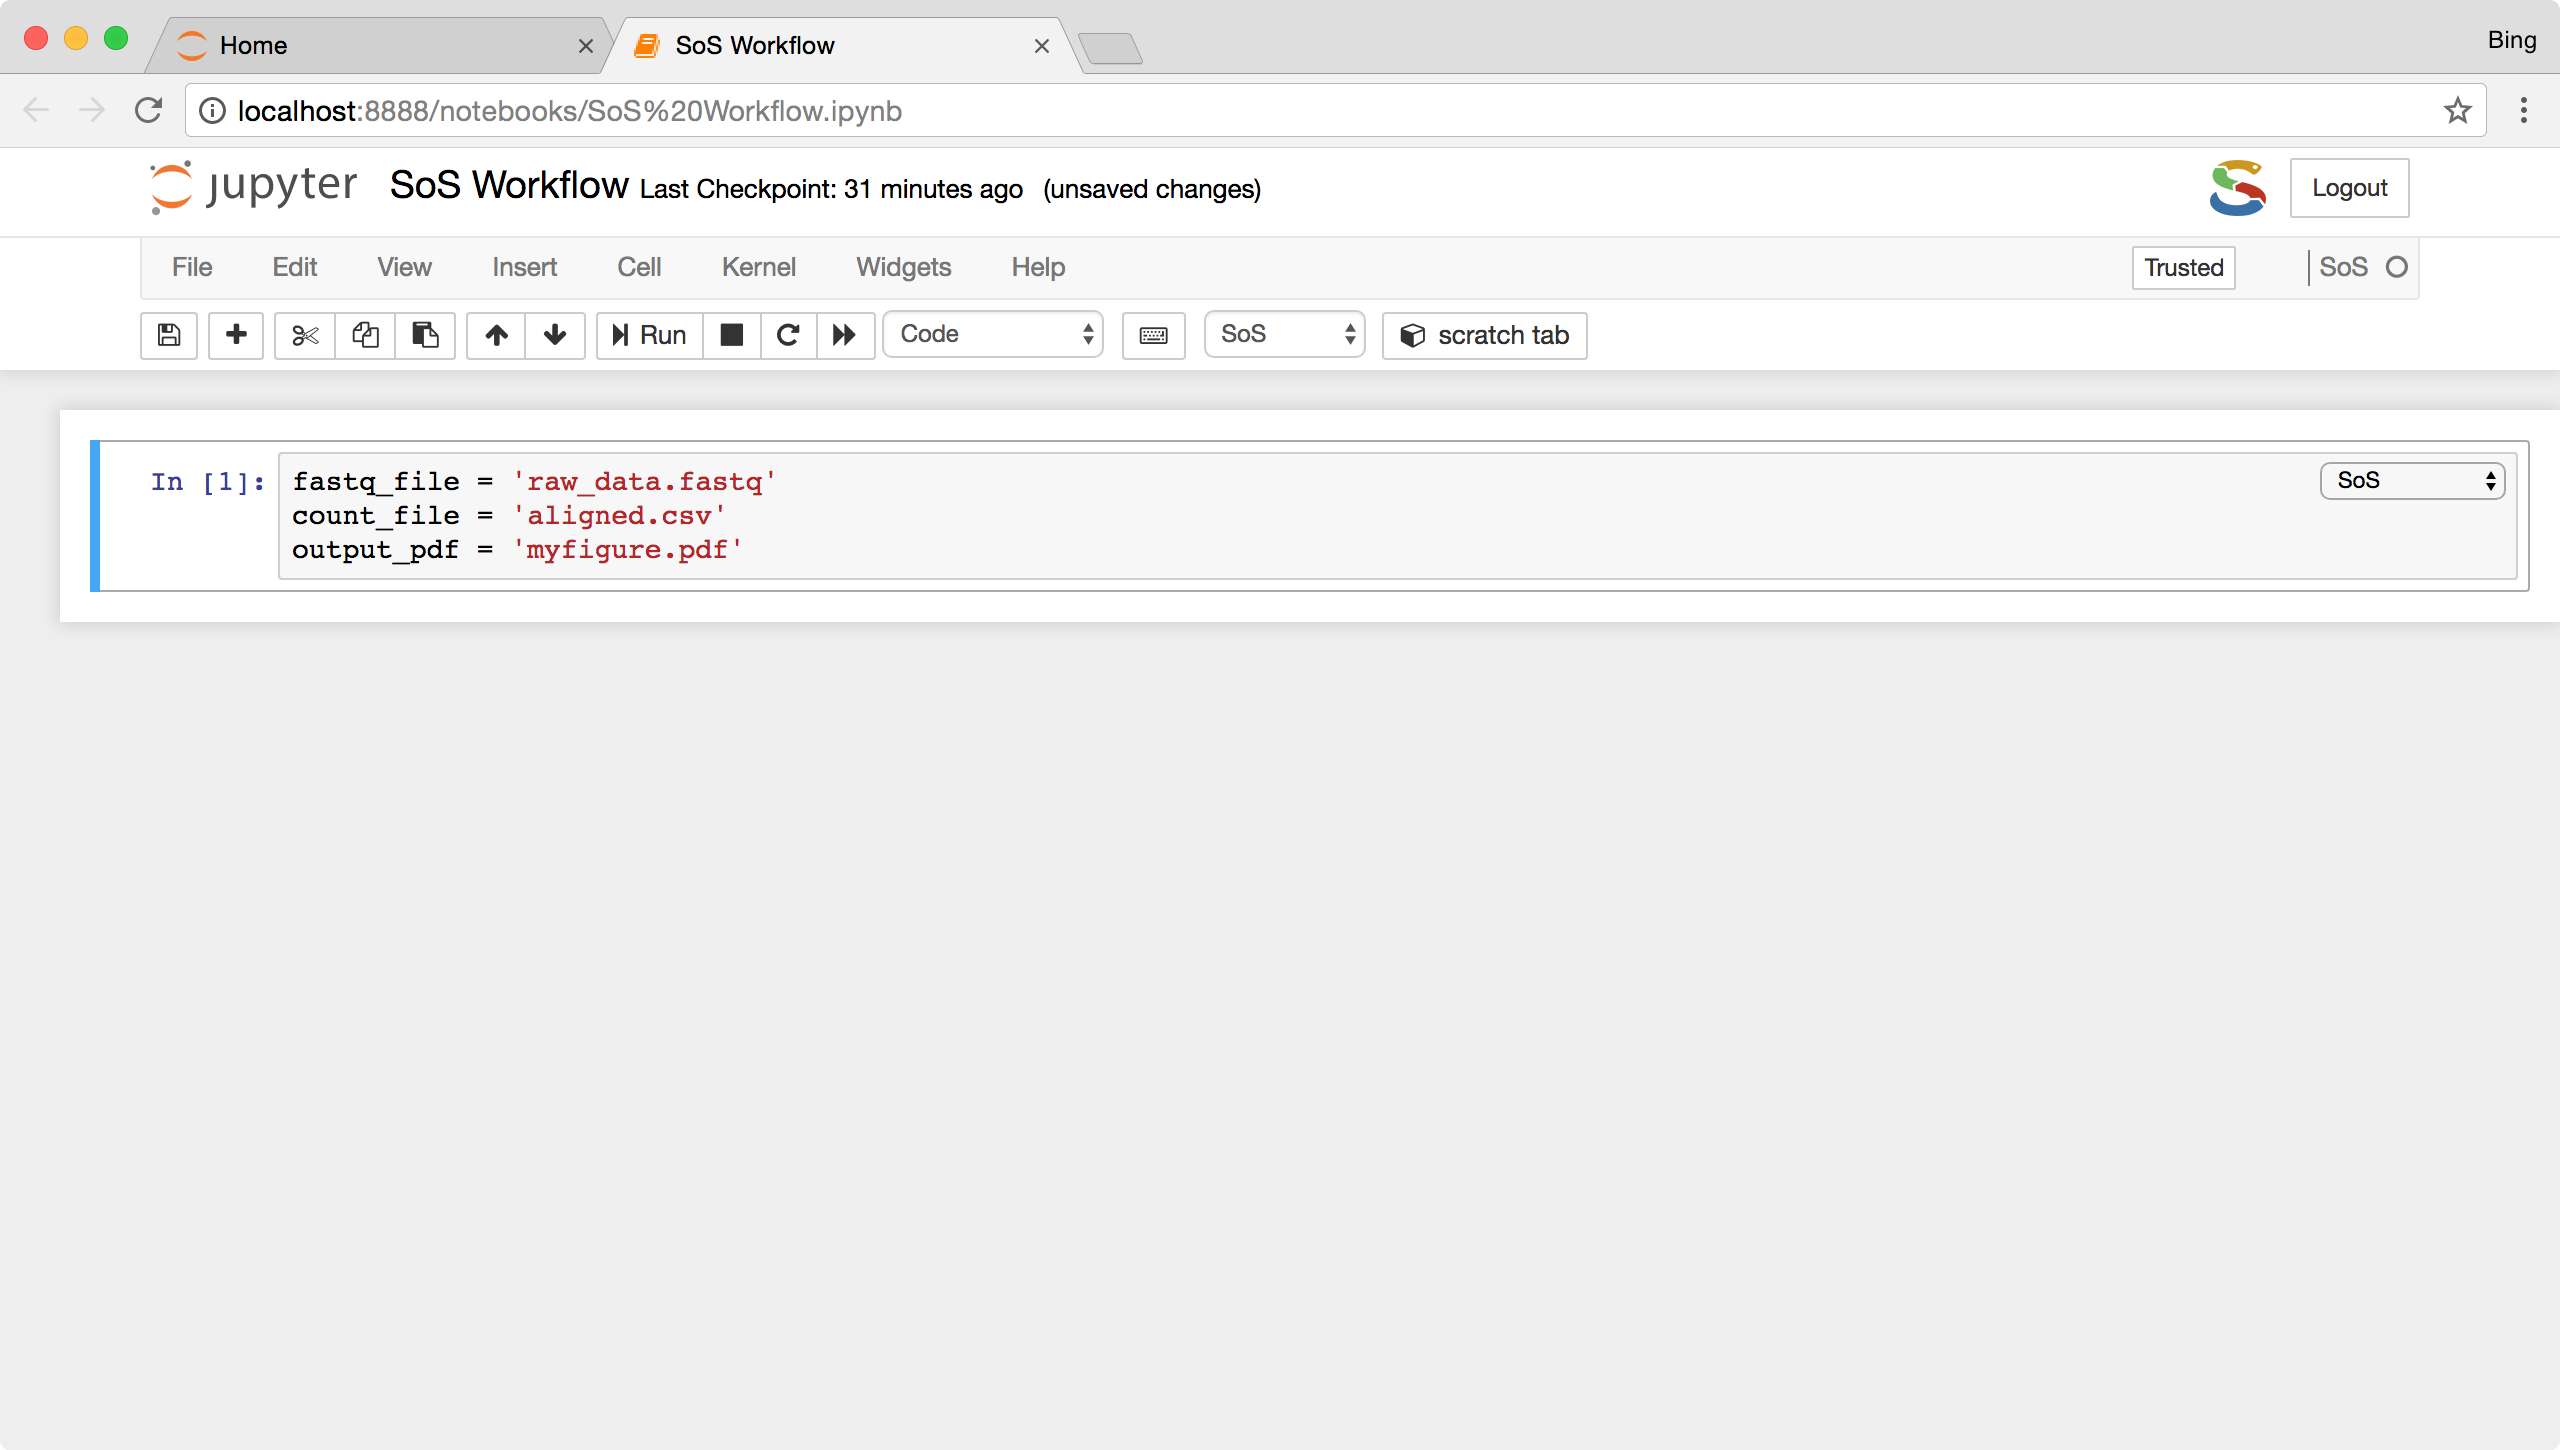 Home
SoS Workflow
Bing
localhost:8888/notebooks/SoS%20Workflow.ipynb
jupyter SoS Workflow Last Checkpoint: 31 minutes ago (unsaved changes)
Logout
File Edit View Insert Cell Kernel Widgets Help
Trusted
SoS
Run
Code
SoS
scratch tab
In [1]: fastq_file = 'raw_data.fastq'
count_file = 'aligned.csv'
output_pdf = 'myfigure.pdf'
SoS